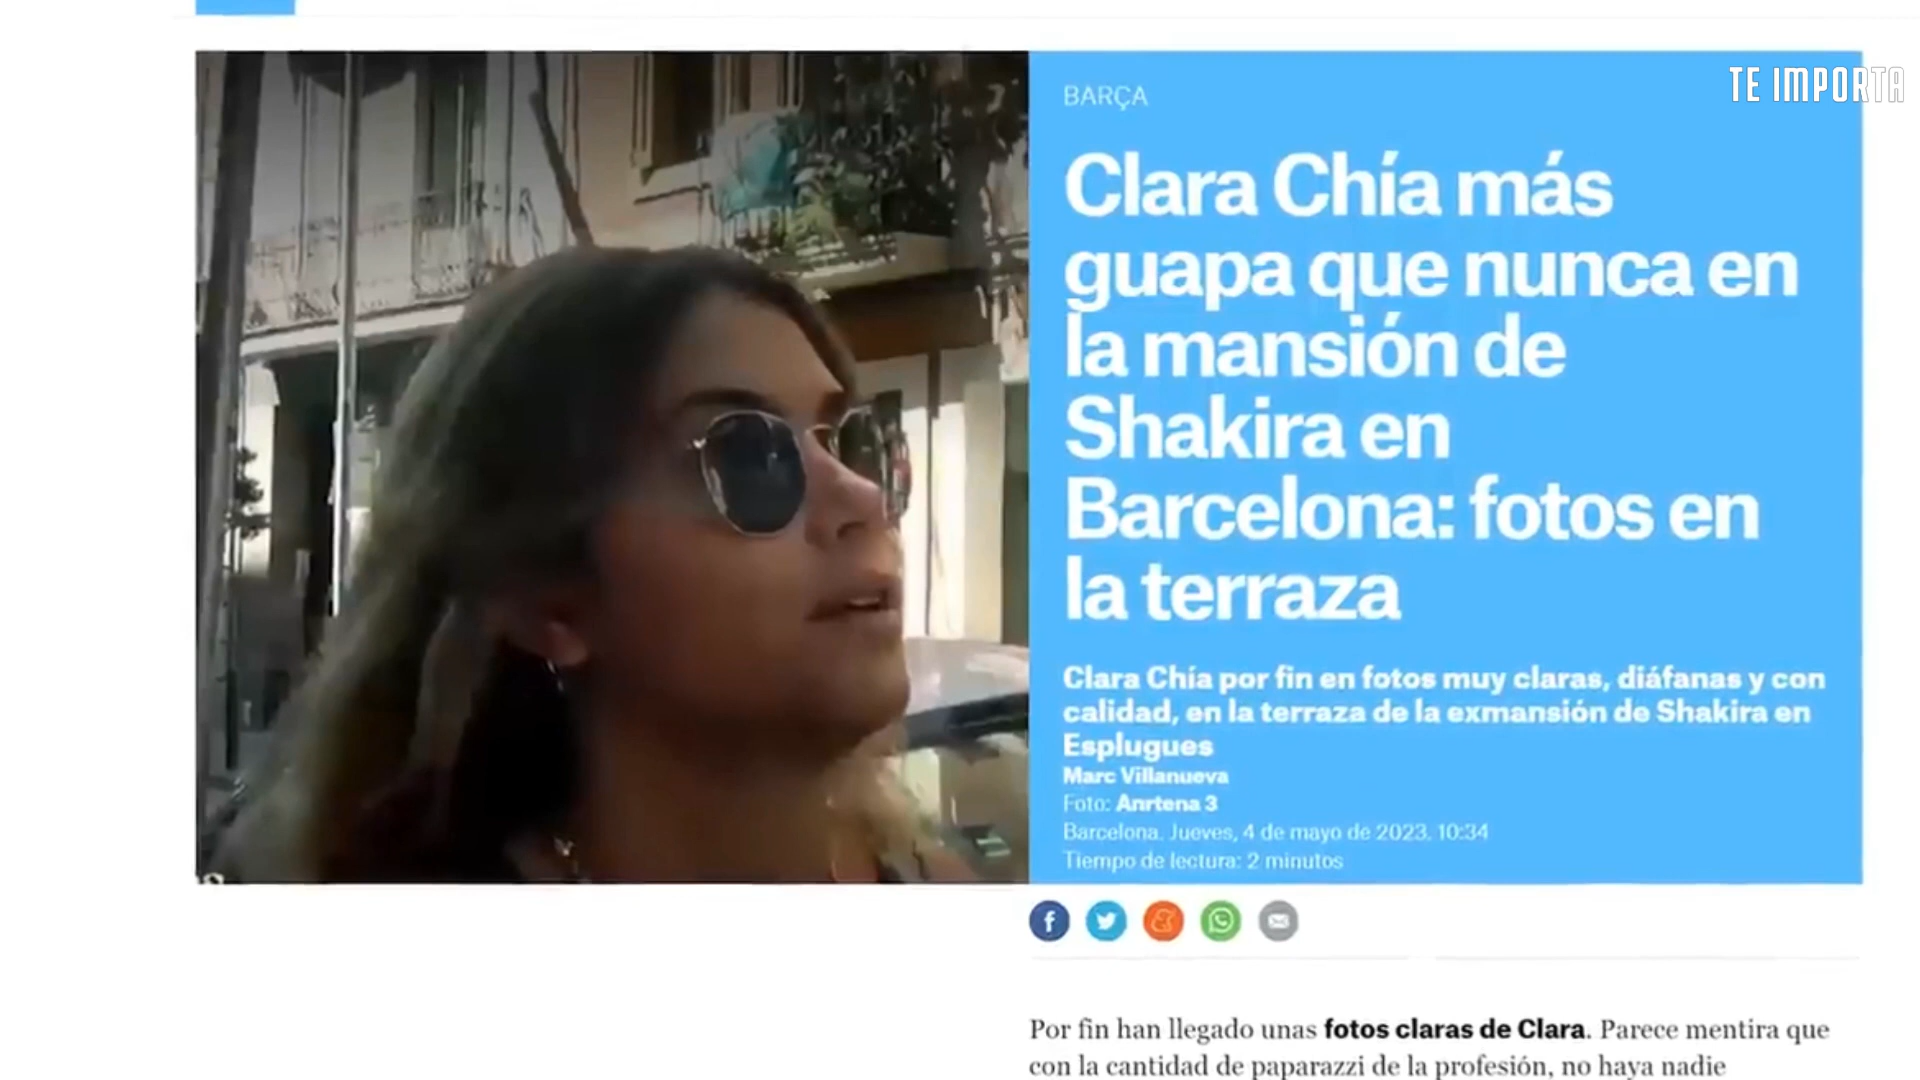 TE IMPORTA
BARÇA
Clara Chía más
guapa que nunca en
la mansión de
Shakira en
Barcelona: fotos en
la terraza
Clara Chía por fin en fotos muy claras, diáfanas y con
calidad, en la terraza de la exmansión de Shakira en
Esplugues
Marc Villanueva
Foto: Anrtena 3
Barcelona. Jueves, 4 de mayo de 2023. 10:34
Tiempo de lectura: 2 minutos
Por fin han llegado unas fotos claras de Clara. Parece mentira que
con la cantidad de paparazzi de la profesión, no haya nadie